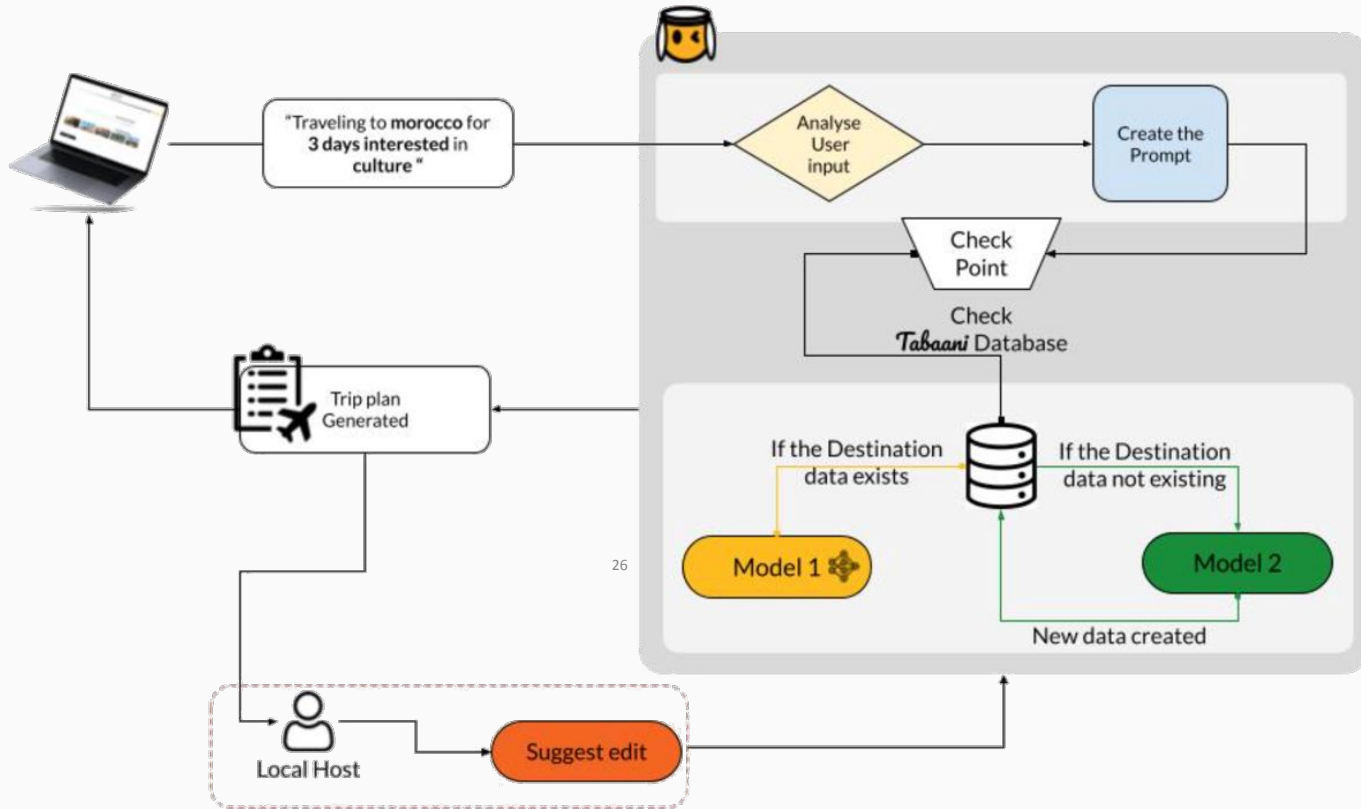 “Traveling to morocco for
3 days interested in
culture “
Analyse
User
input
Create the
Prompt
Check
Point
Check
Tabaani Database
Trip plan
Generated
If the Destination
data exists
If the Destination
data not existing
Model 1
Model 2
26
New data created
Local Host
Suggest edit